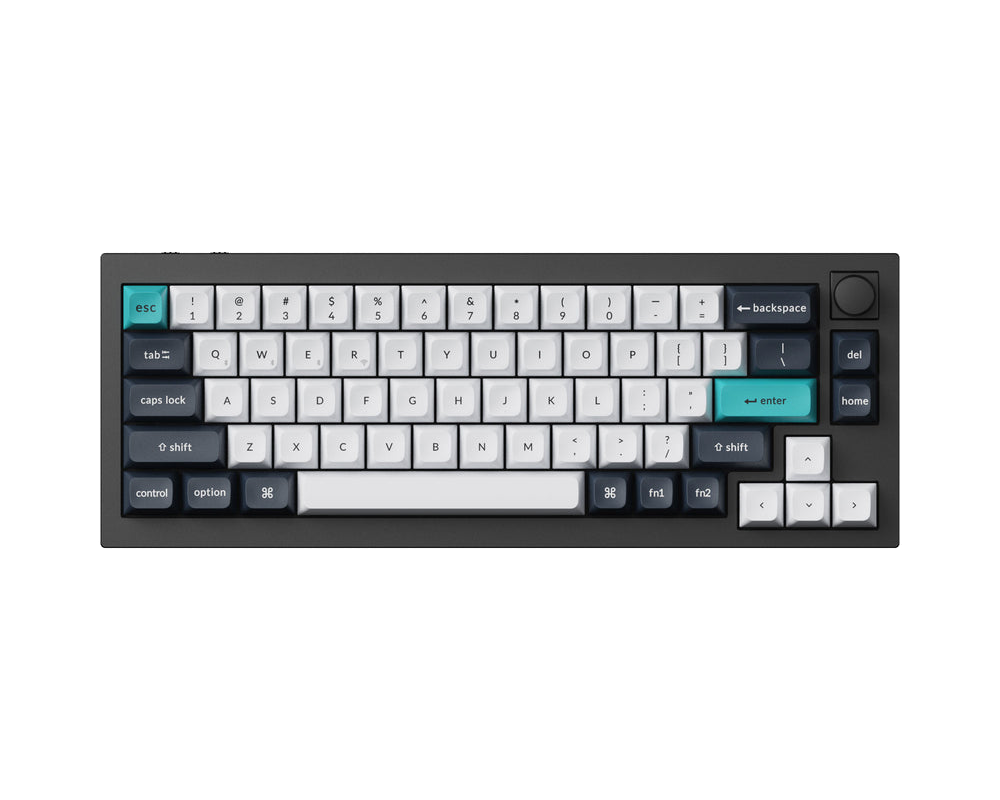 esc ! 1 @ 2 # 3 $ 4 % 5 ^ 6 & 7 * 8 ( 9 ) 0 — - + = ← backspace
tab Q W E R T Y U I O P { [ } ] | \ del
caps lock A S D F G H J K L : ; " ' ↵ enter home
⇧ shift Z X C V B N M < , > . ? / ⇧ shift ^
control option ⌘ ⌘ fn1 fn2 < ⌄ >